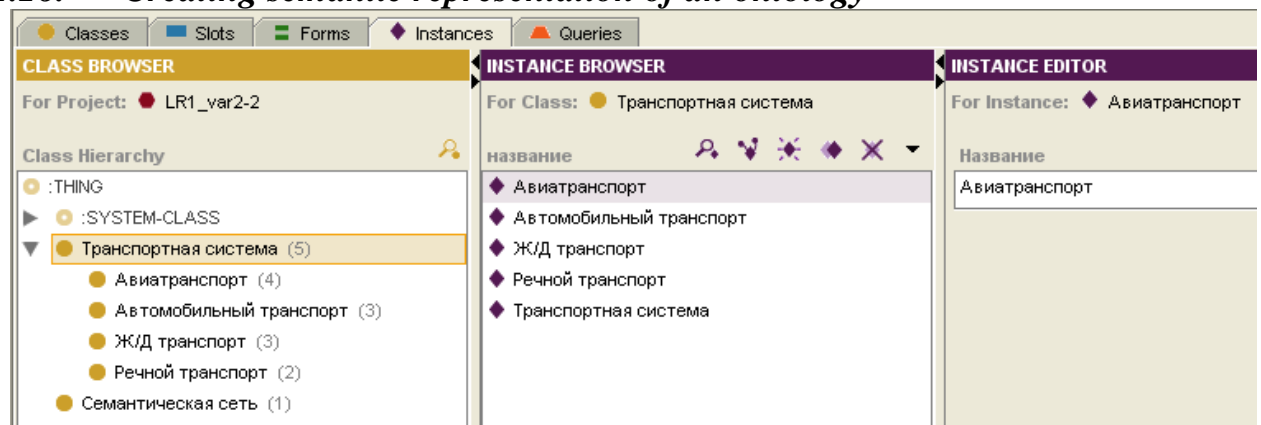 Creating semantic representation of an ontology
Classes Slots Forms Instances Queries
CLASS BROWSER
For Project: LR1_var2-2
Class Hierarchy
:THING
:SYSTEM-CLASS
Транспортная система (5)
Авиатранспорт (4)
Автомобильный транспорт (3)
Ж/Д транспорт (3)
Речной транспорт (2)
Семантическая сеть (1)
INSTANCE BROWSER
For Class: Транспортная система
название
Авиатранспорт
Автомобильный транспорт
Ж/Д транспорт
Речной транспорт
Транспортная система
INSTANCE EDITOR
For Instance: Авиатранспорт
Название
Авиатранспорт